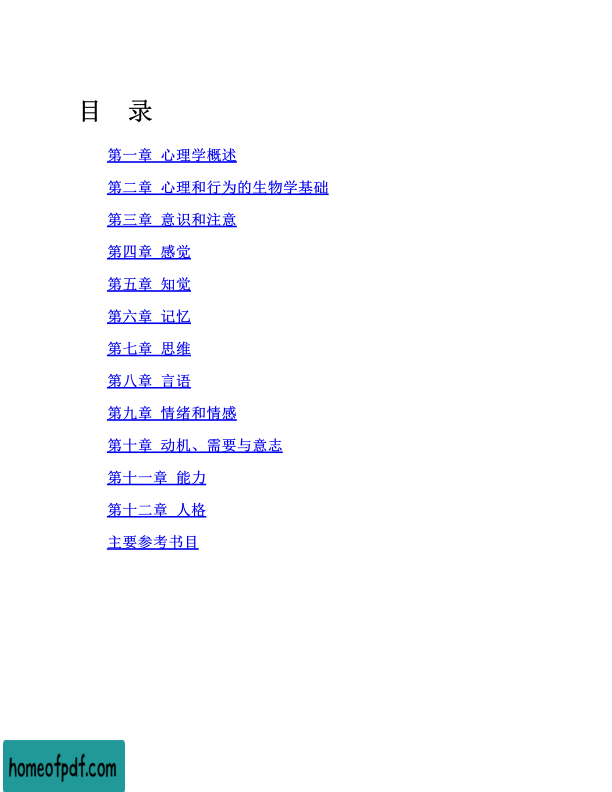 目 录
第一章 心理学概述
第二章 心理和行为的生物学基础
第三章 意识和注意
第四章 感觉
第五章 知觉
第六章 记忆
第七章 思维
第八章 言语
第九章 情绪和情感
第十章 动机、需要与意志
第十一章 能力
第十二章 人格
主要参考书目
homeofpdf.com